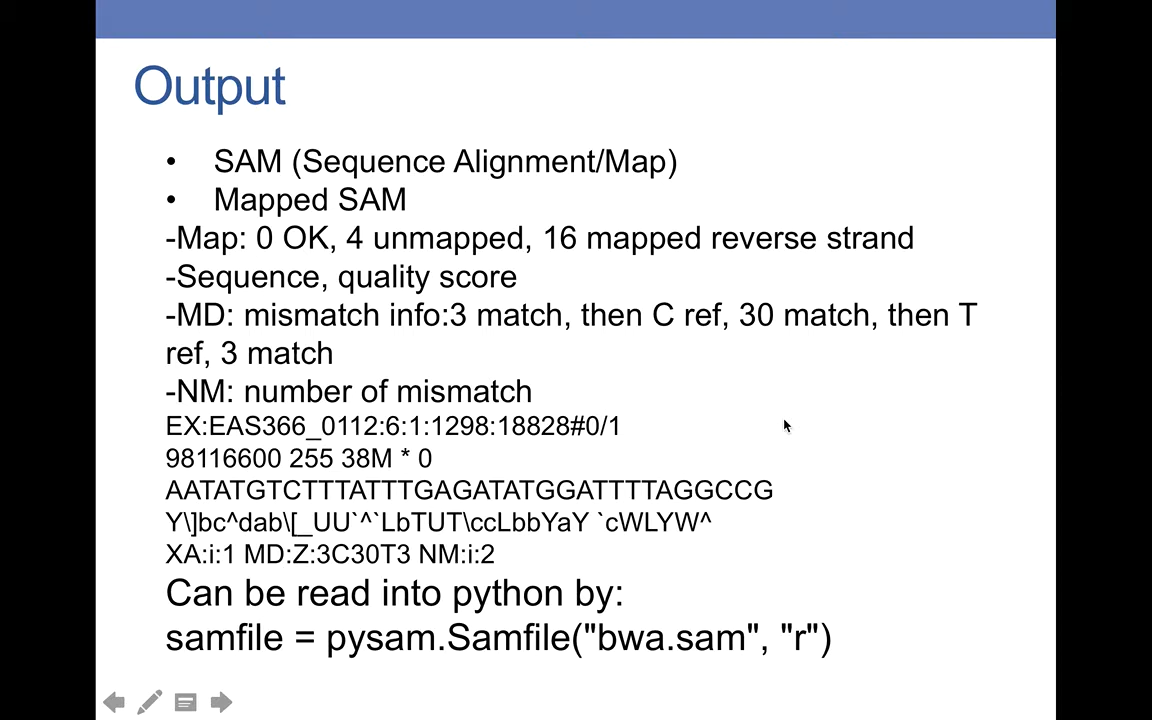 Output
• SAM (Sequence Alignment/Map)
• Mapped SAM
-Map: 0 OK, 4 unmapped, 16 mapped reverse strand
-Sequence, quality score
-MD: mismatch info:3 match, then C ref, 30 match, then T
ref, 3 match
-NM: number of mismatch
EX:EAS366_0112:6:1:1298:18828#0/1
98116600 255 38M * 0
AATATGTCTTTATTTGAGATATGGATTTTAGGCCG
Y\]bc^dab\[_UU`^`LbTUT\ccLbbYaY `cWLYW^
XA:i:1 MD:Z:3C30T3 NM:i:2
Can be read into python by:
samfile = pysam.Samfile("bwa.sam", "r")